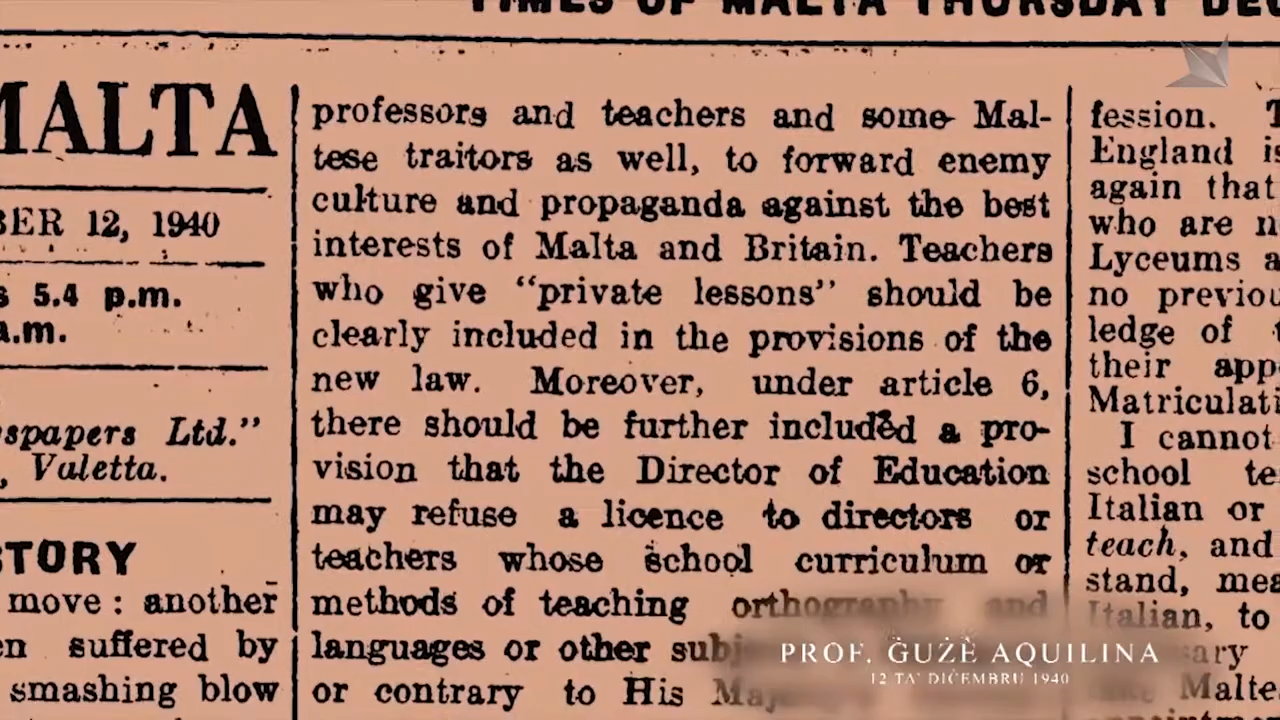 TIMES OF MALTA THURSDAY DEC
MALTA
BER 12, 1940
s 5.4 p.m.
a.m.
spapers Ltd."
, Valetta.
STORY
move: another
en suffered by
smashing blow
professors and teachers and some Mal-
tese traitors as well, to forward enemy
culture and propaganda against the best
interests of Malta and Britain. Teachers
who give "private lessons" should be
clearly included in the provisions of the
new law. Moreover, under article 6,
there should be further included a pro-
vision that the Director of Education
may refuse a licence to directors or
teachers whose school curriculum or
methods of teaching orthography and
languages or other subj
or contrary to His Maj
fession. T
England is
again that
who are n
Lyceums a
no previou
ledge of
their app
Matriculati
I cannot
school te
Italian or
teach, and
stand, mea
Italian, to
ary
Malte
PROF. ĠUŻÈ AQUILINA
12 TA' DIĊEMBRU 1940